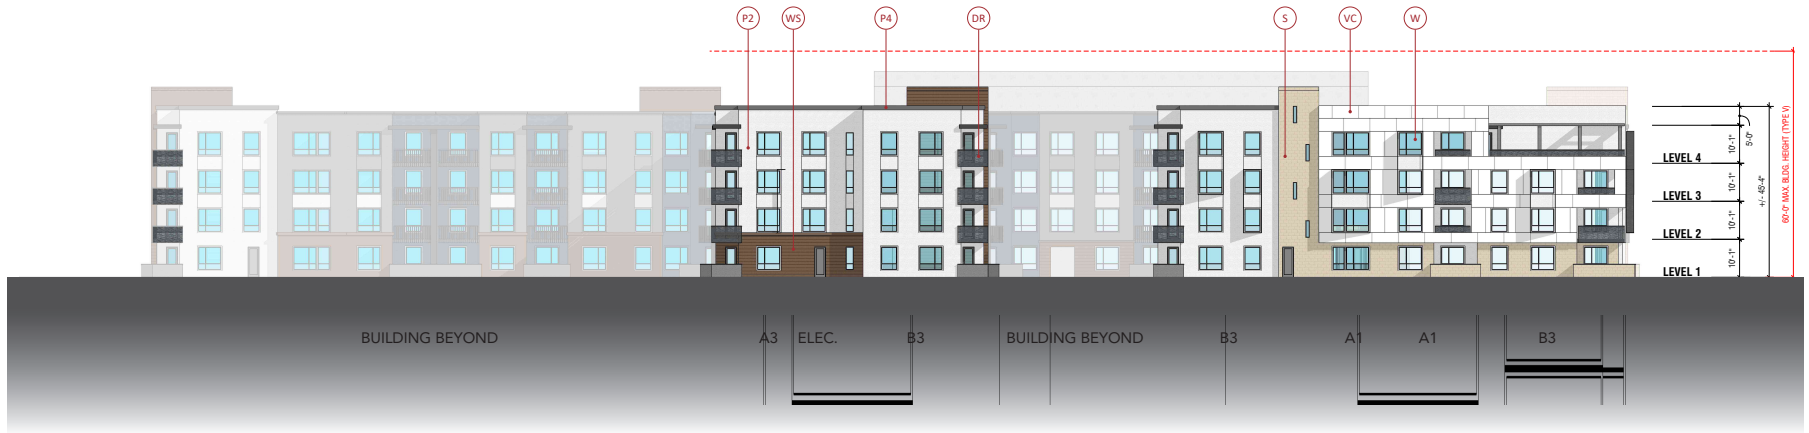 P2 WS P4 DR S VC W
LEVEL 4
LEVEL 3
LEVEL 2
LEVEL 1
10'-1"
10'-1"
10'-1"
10'-1"
5'-0"
+/- 45'-4"
60'-0" MAX. BLDG. HEIGHT (TYPE V)
BUILDING BEYOND A3 ELEC. B3 BUILDING BEYOND B3 A1 A1 B3